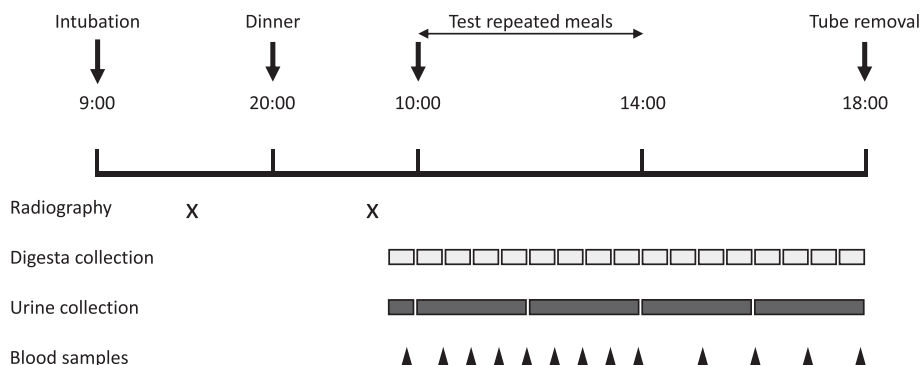 Intubation Dinner Test repeated meals Tube removal
9:00 20:00 10:00 14:00 18:00
Radiography x x
Digesta collection
Urine collection
Blood samples